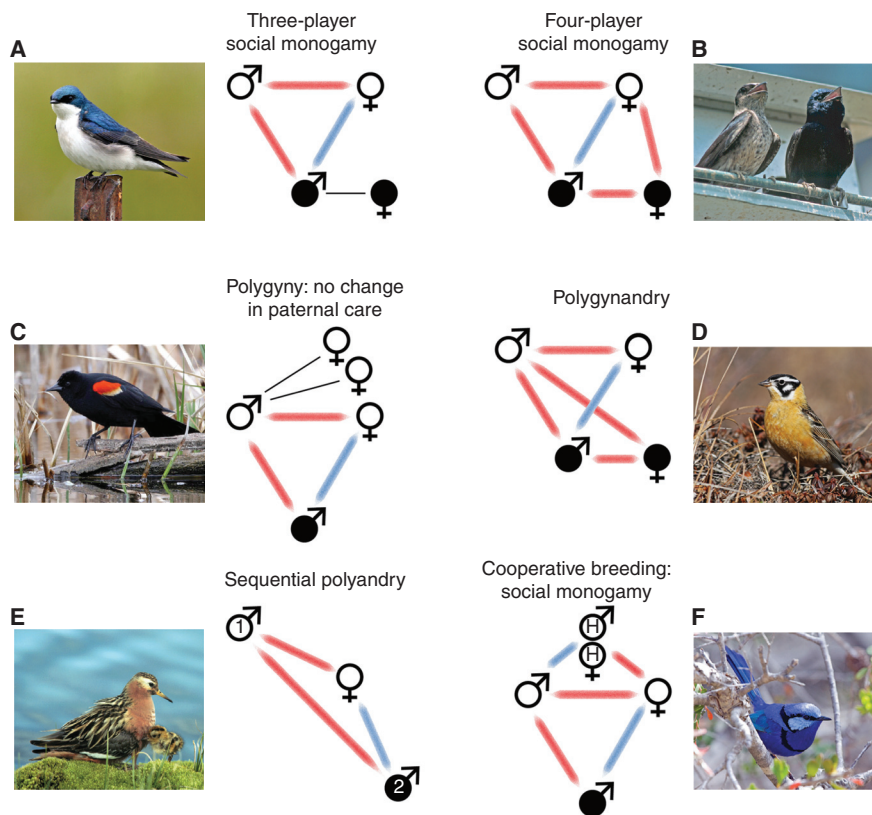 A
Three-player
social monogamy
Four-player
social monogamy
B
C
Polygyny: no change
in paternal care
Polygynandry
D
E
Sequential polyandry
1
2
Cooperative breeding:
social monogamy
H
H
F